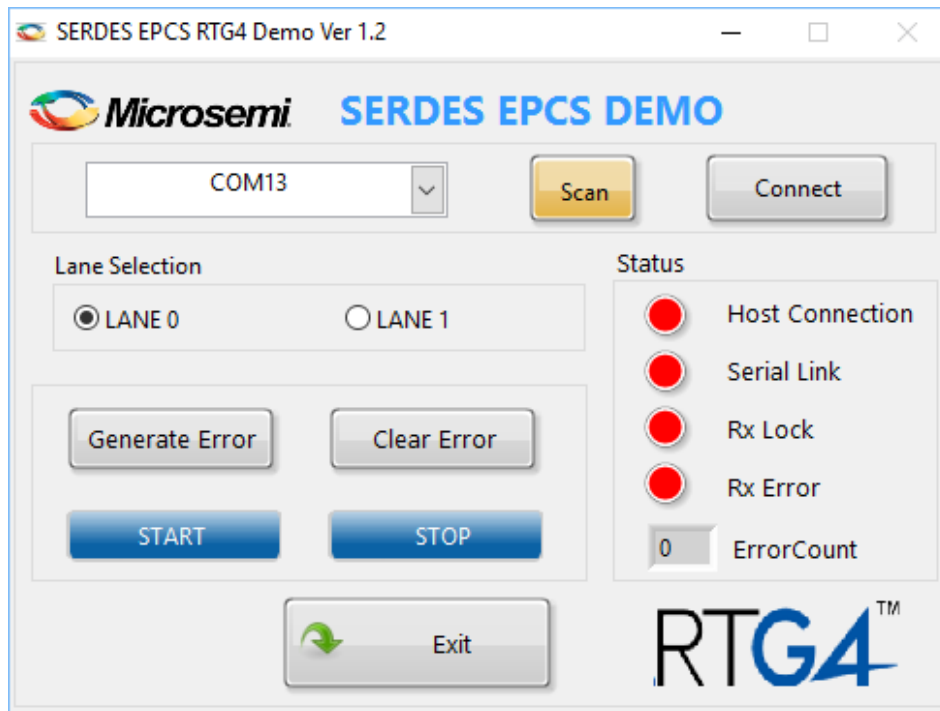 SERDES EPCS RTG4 Demo Ver 1.2
Microsemi. SERDES EPCS DEMO
COM13 Scan Connect
Lane Selection
LANE 0 LANE 1
Status
Host Connection
Serial Link
Rx Lock
Rx Error
0 ErrorCount
Generate Error Clear Error
START STOP
Exit
RTG4™